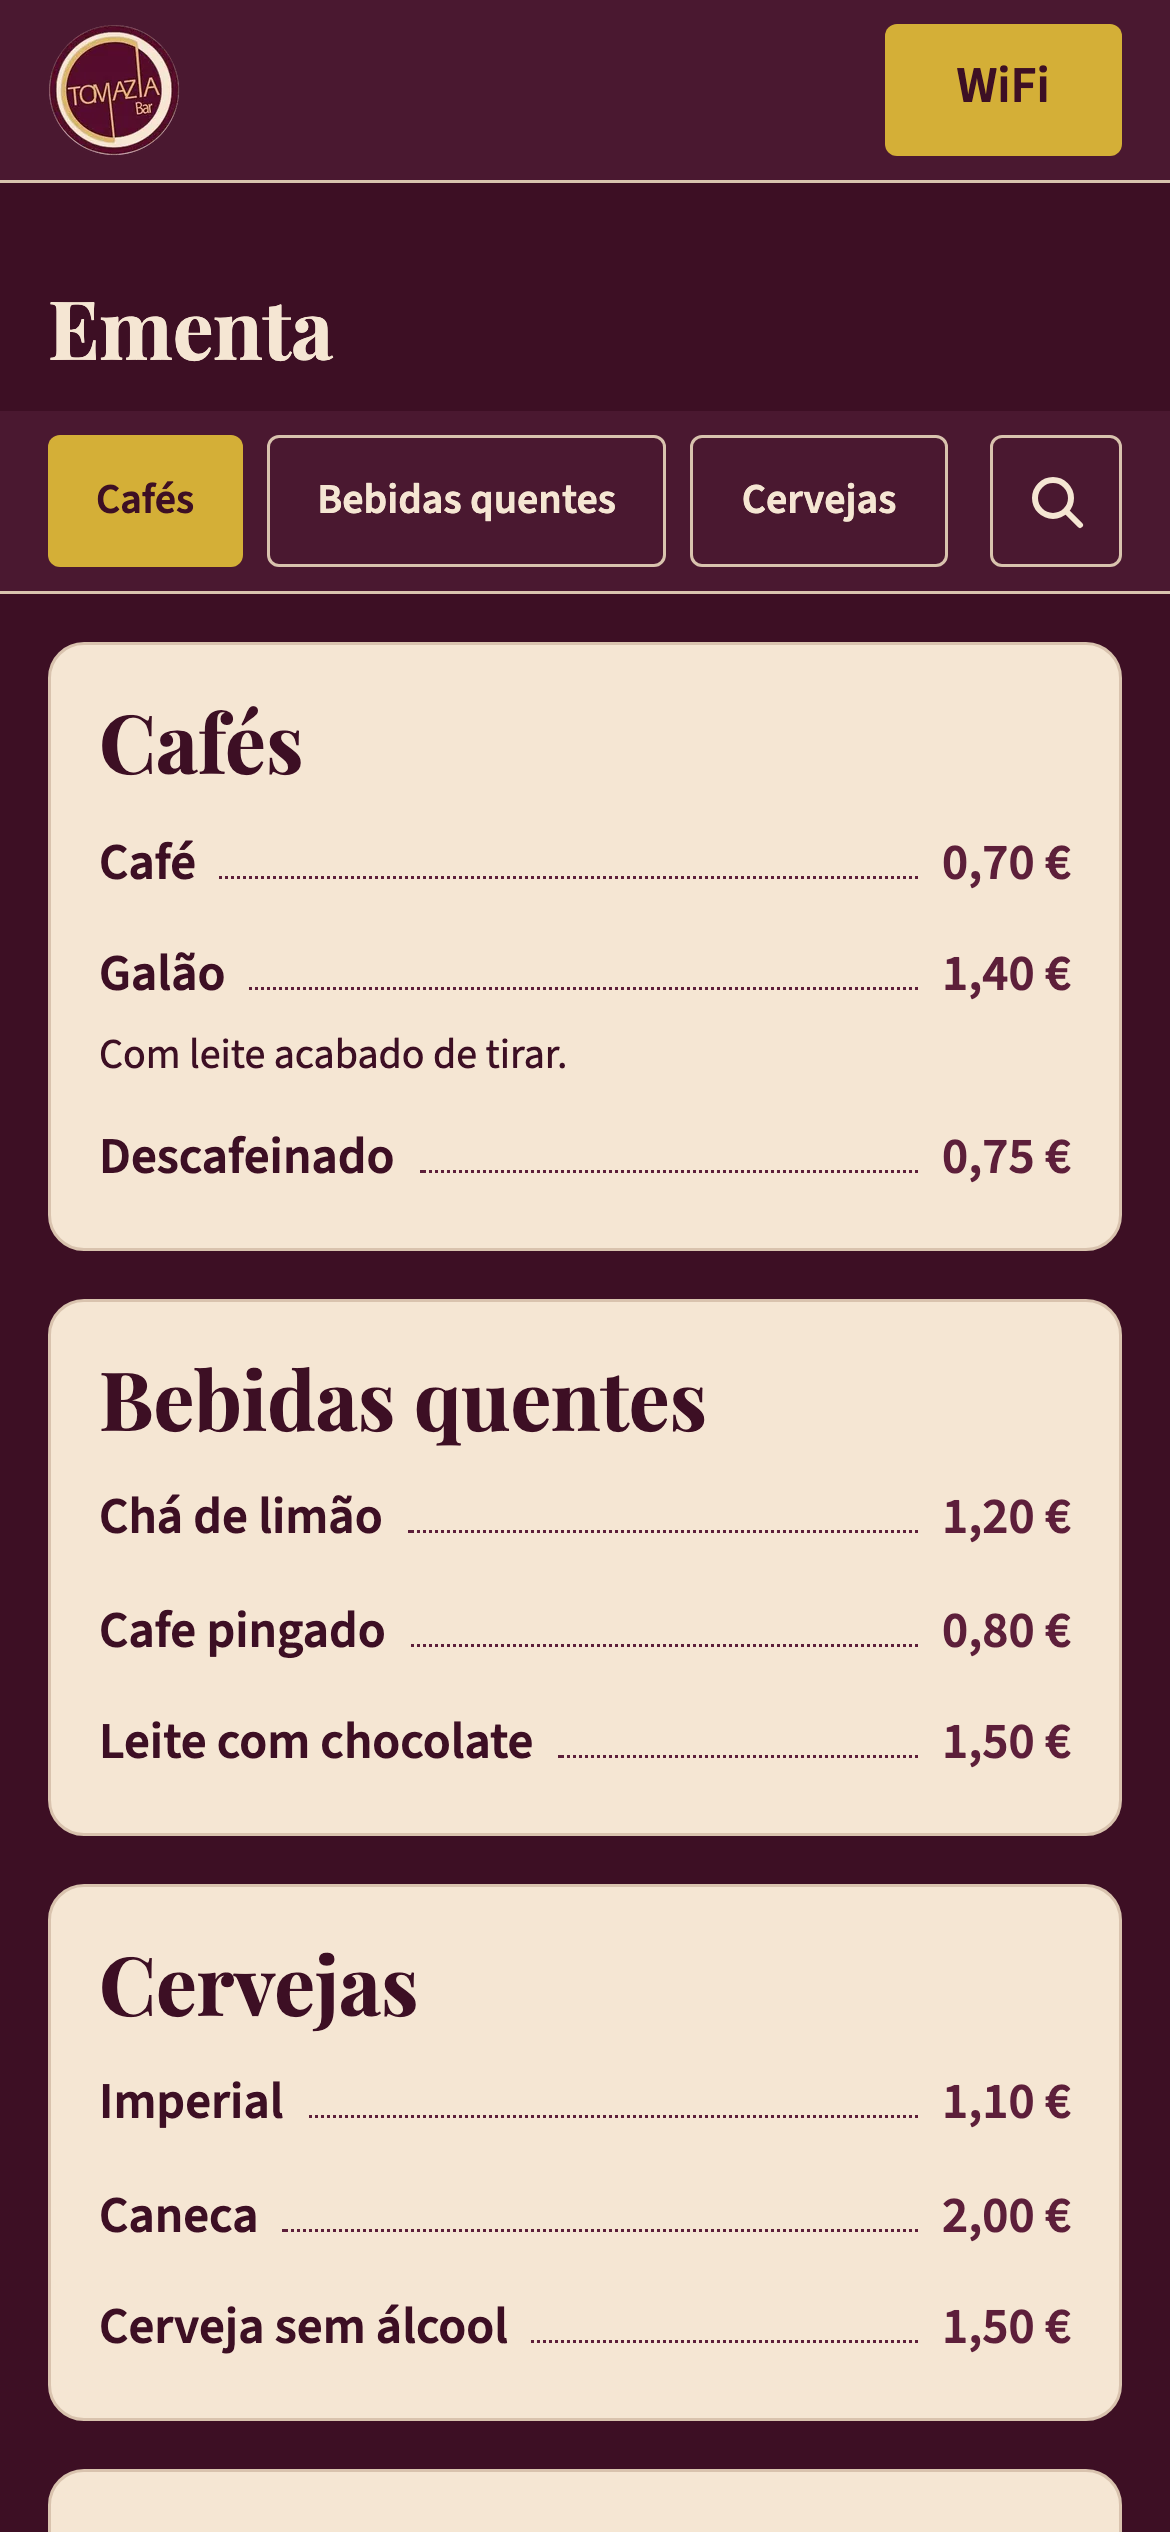 TOMAZIA
Bar
WiFi
Ementa
Cafés
Bebidas quentes
Cervejas
Cafés
Café 0,70 €
Galão 1,40 €
Com leite acabado de tirar.
Descafeinado 0,75 €
Bebidas quentes
Chá de limão 1,20 €
Cafe pingado 0,80 €
Leite com chocolate 1,50 €
Cervejas
Imperial 1,10 €
Caneca 2,00 €
Cerveja sem álcool 1,50 €